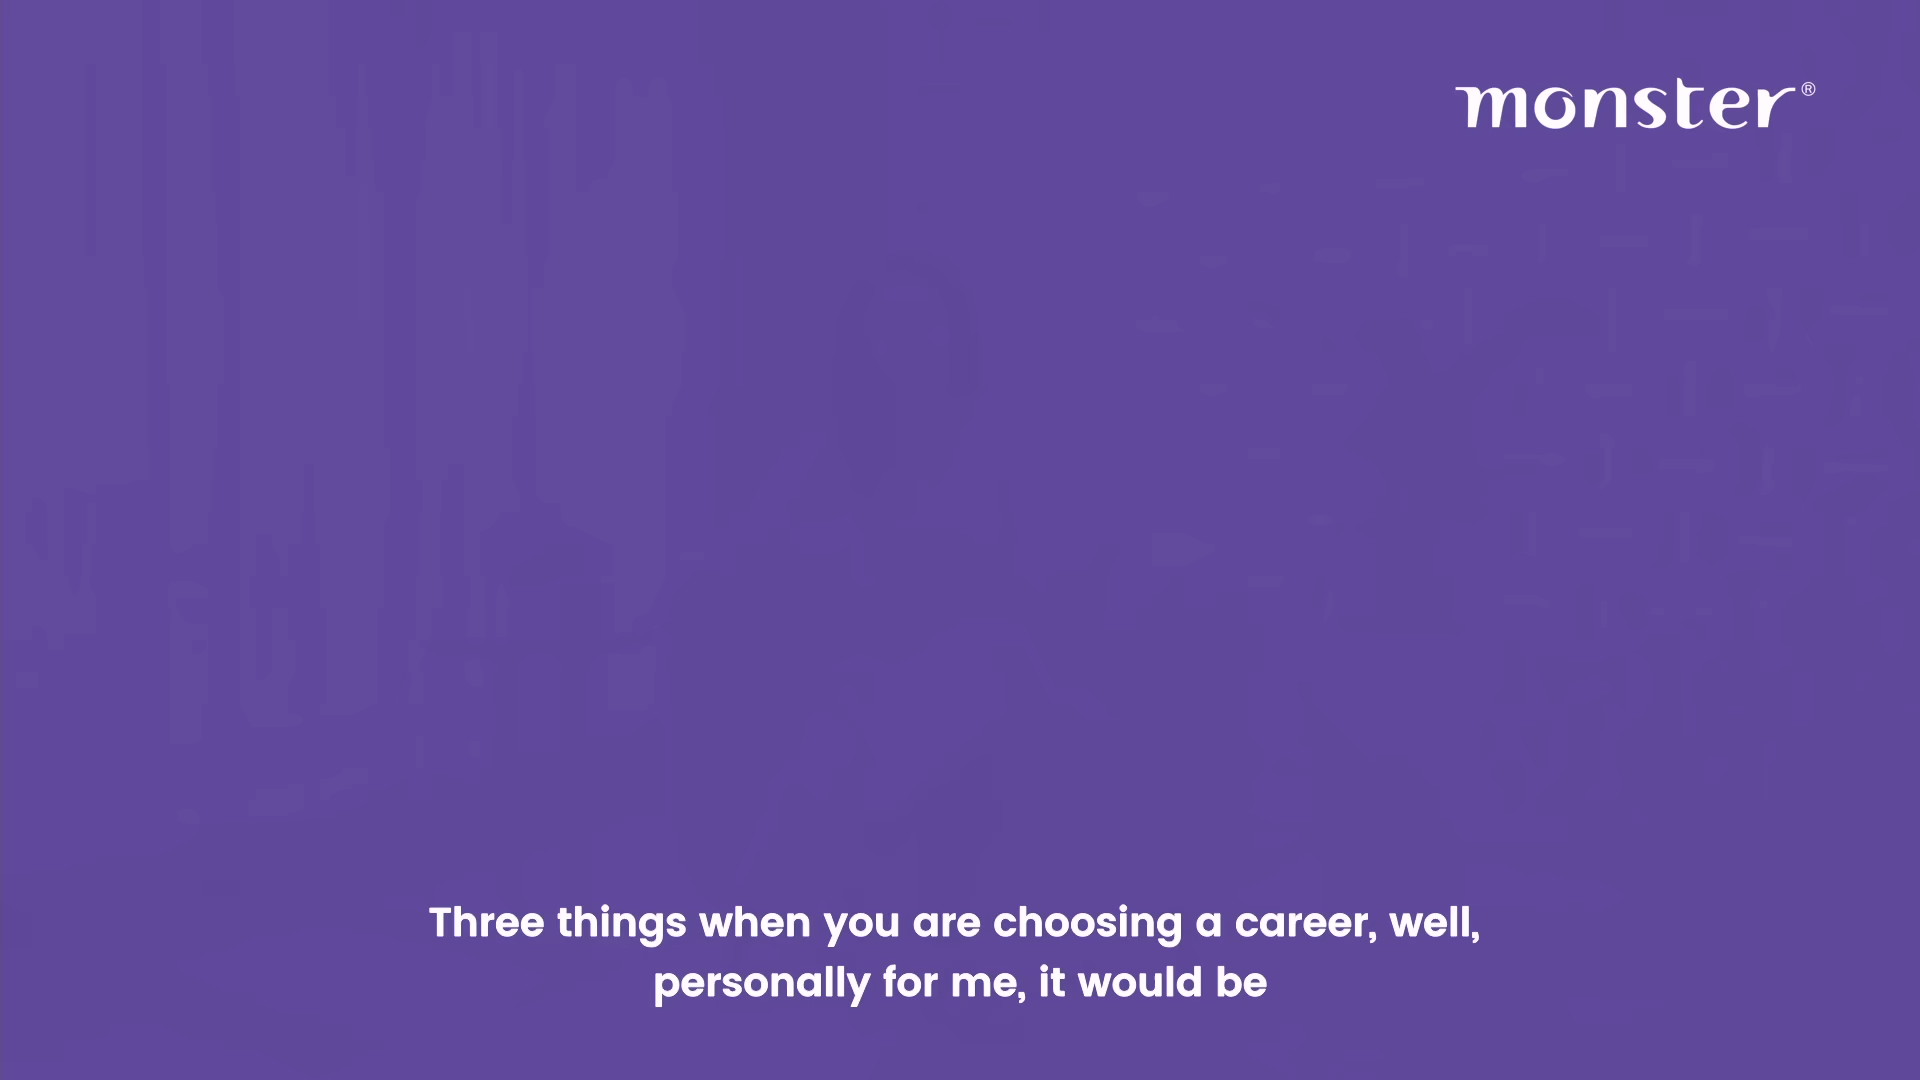 monster®
Three things when you are choosing a career, well,
personally for me, it would be